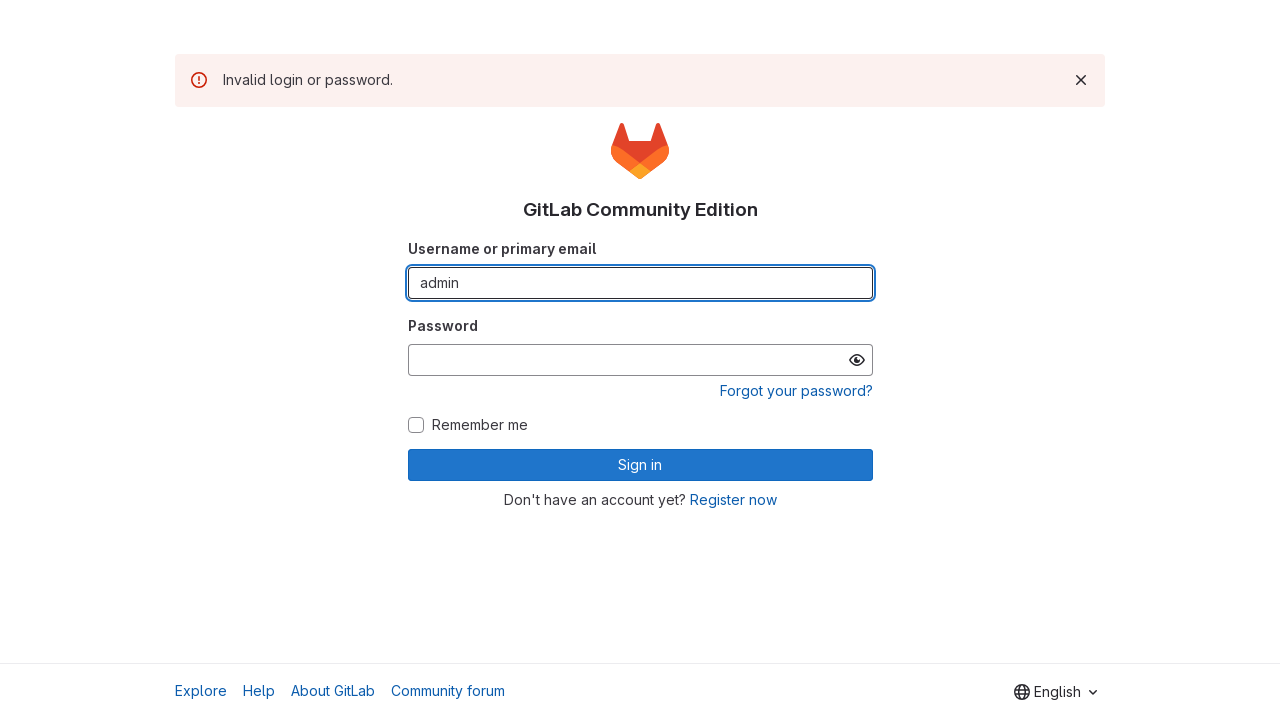 Invalid login or password.
GitLab Community Edition
Username or primary email
admin
Password
Forgot your password?
Remember me
Sign in
Don't have an account yet? Register now
Explore Help About GitLab Community forum English